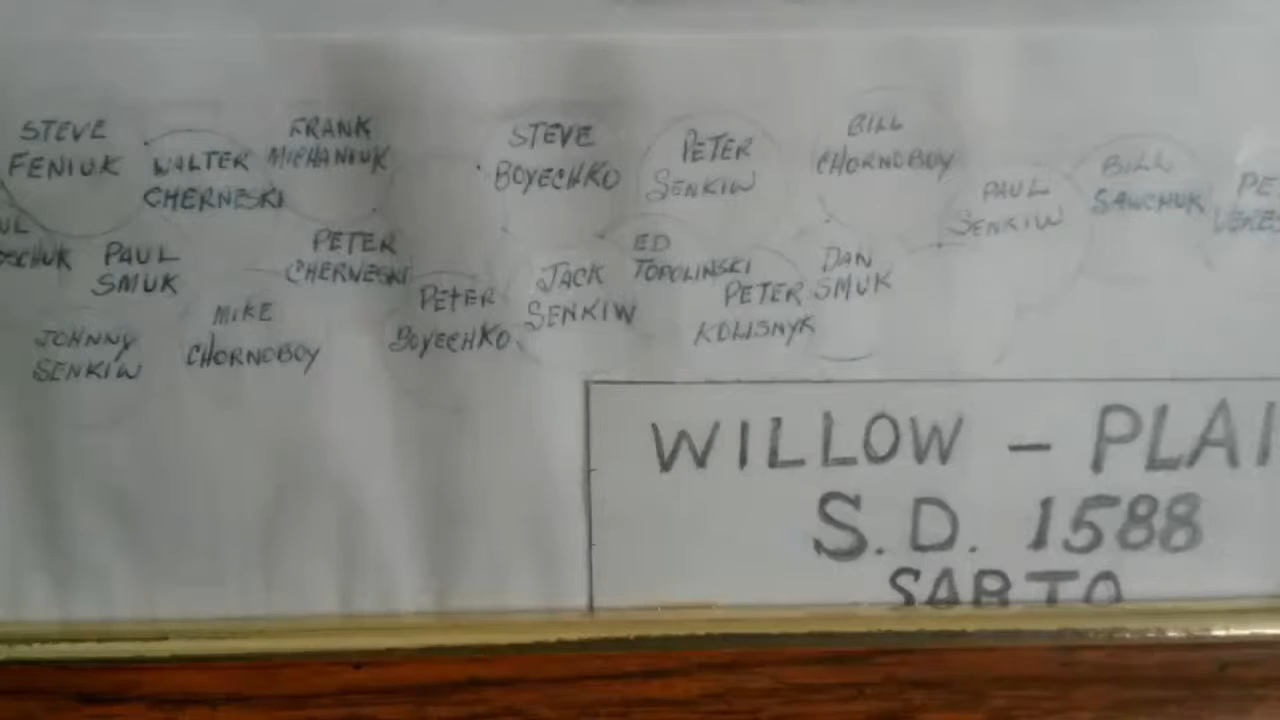 STEVE
FENIUK
WALTER
CHERNESKI
FRANK
MICHANIUK
STEVE
BOYECHKO
PETER
SENKIW
BILL
CHORNOBOY
PAUL
SENKIW
BILL
SAWCHUK
PE
UL
PAUL
SMUK
PETER
CHERNESKI
JOHNNY
SENKIW
MIKE
CHORNOBOY
PETER
BOYECHKO
JACK
SENKIW
ED
TOPOLINSKI
PETER
KOLISNYK
DAN
SMUK
WILLOW - PLAI
S.D. 1588
SARTO